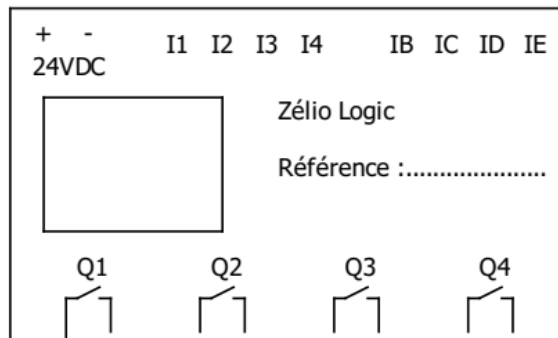 + - I1 I2 I3 I4 IB IC ID IE
24VDC
Zélio Logic
Référence :.....................
Q1 Q2 Q3 Q4